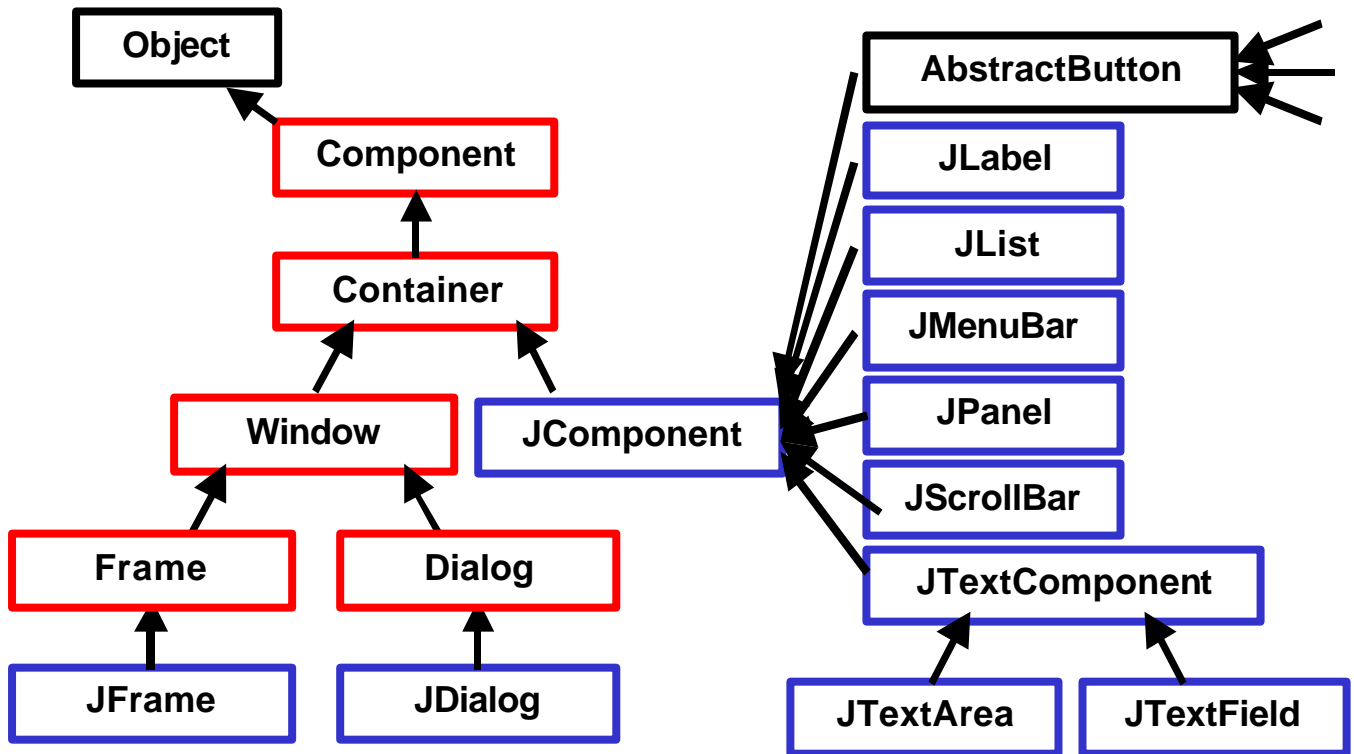 Object
AbstractButton
Component
JLabel
JList
Container
JMenuBar
Window
JComponent
JPanel
JScrollBar
Frame
Dialog
JTextComponent
JFrame
JDialog
JTextArea
JTextField